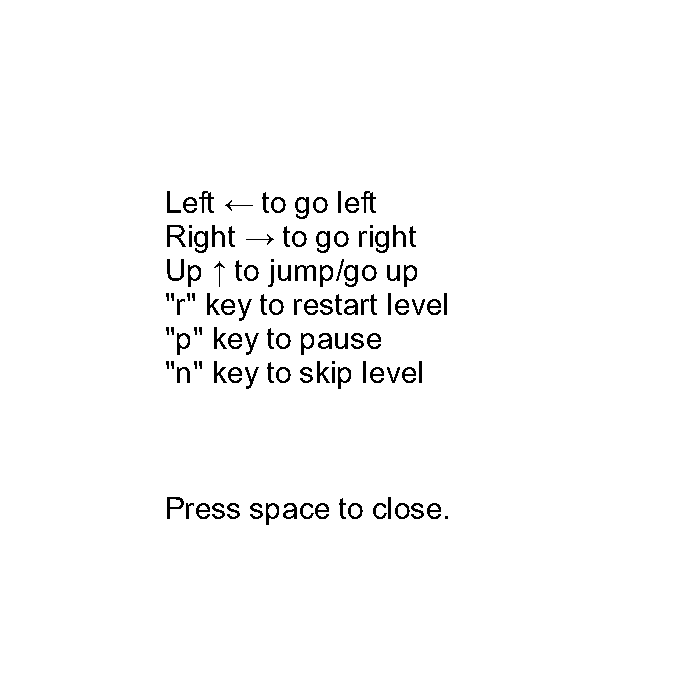 Left ← to go left
Right → to go right
Up ↑ to jump/go up
"r" key to restart level
"p" key to pause
"n" key to skip level
Press space to close.